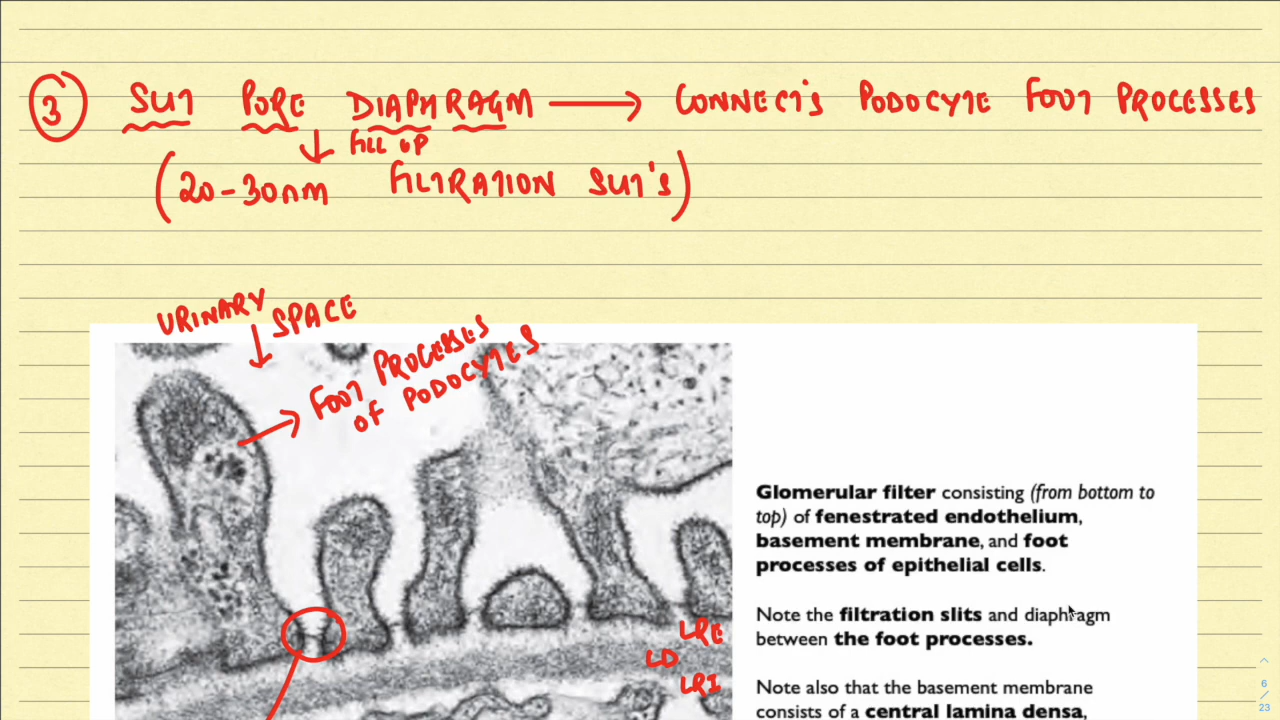 3 SLIT PORE DIAPHRAGM → CONNECT'S PODOCYTE FOOT PROCESSES
↓ FILL UP
(20-30nm FILTRATION SLIT'S)
URINARY SPACE
↓
→ FOOT PROCESSES
OF PODOCYTES
Glomerular filter consisting (from bottom to
top) of fenestrated endothelium,
basement membrane, and foot
processes of epithelial cells.
Note the filtration slits and diaphragm
between the foot processes.
LRE
LD
LRI
Note also that the basement membrane
consists of a central lamina densa,
6
/
23